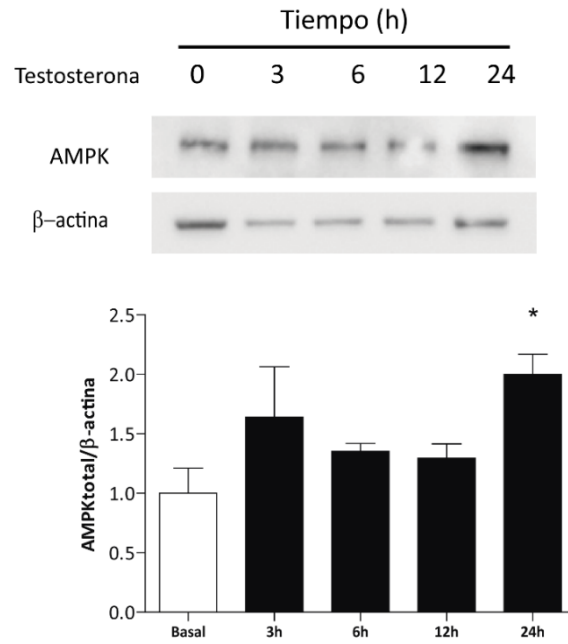 Tiempo (h)
Testosterona 0 3 6 12 24
AMPK
β-actina
2.5
2.0
1.5
1.0
0.5
0.0
AMPKtotal/β-actina
*
Basal 3h 6h 12h 24h